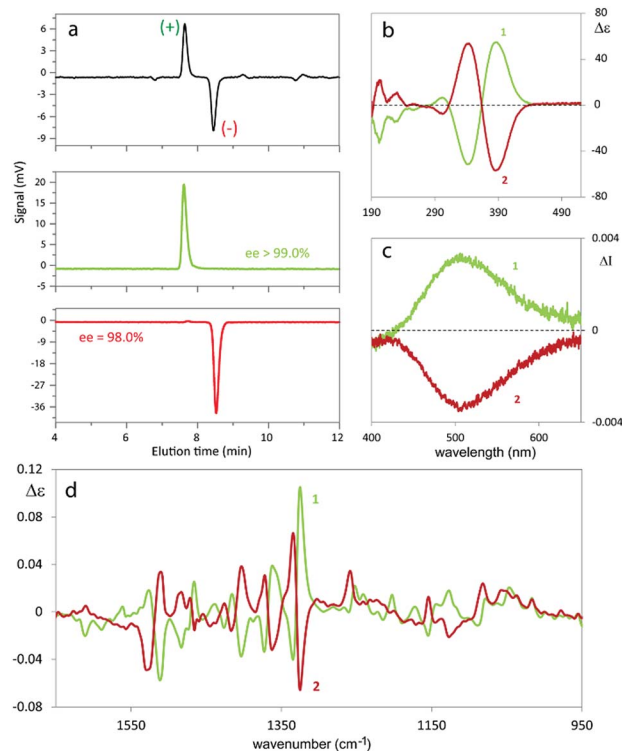 a
(+)
(-)
6
3
0
-3
-6
-9
20
15
10
5
0
-5
ee > 99.0%
0
-9
-18
-27
-36
ee = 98.0%
Signal (mV)
4 6 8 10 12
Elution time (min)
b
1
2
80
Δε
40
0
-40
-80
190 290 390 490
c
1
2
0.004
ΔI
0
-0.004
400 500 600
wavelength (nm)
d
1
2
0.12
Δε
0.08
0.04
0
-0.04
-0.08
1550 1350 1150 950
wavenumber (cm⁻¹)